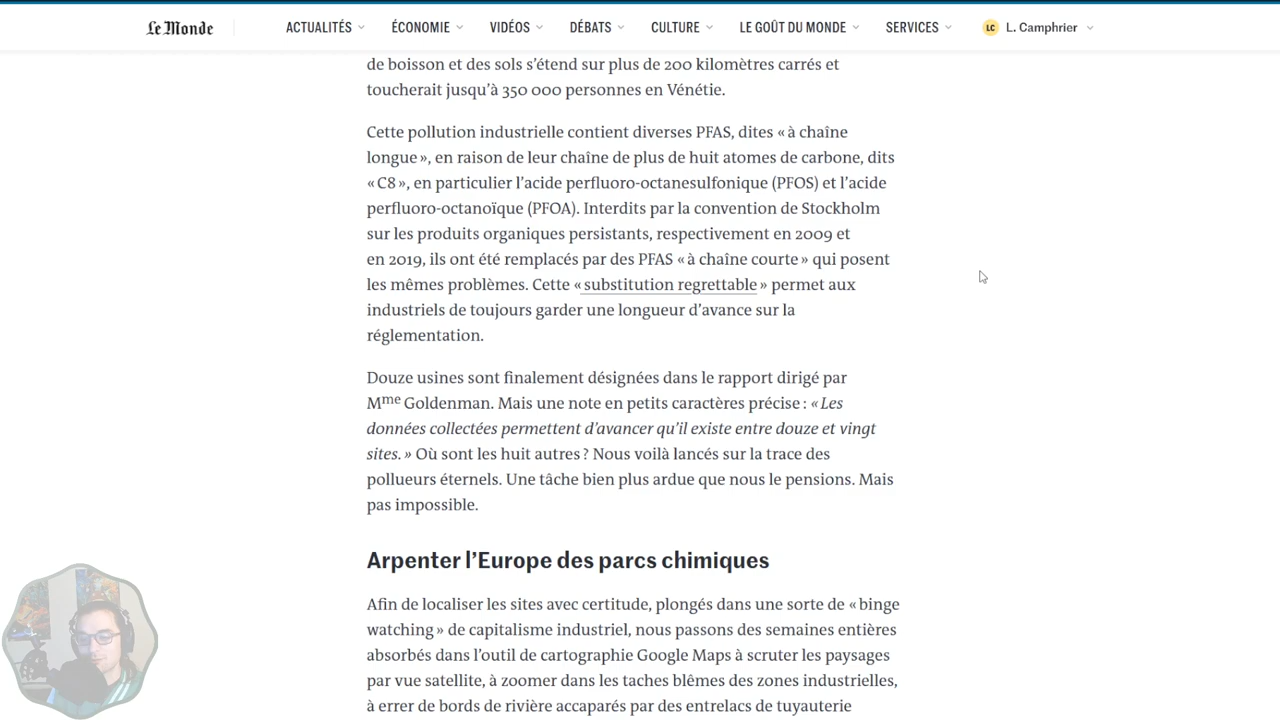 Le Monde ACTUALITÉS ÉCONOMIE VIDÉOS DÉBATS CULTURE LE GOÛT DU MONDE SERVICES LC L. Camphrier
de boisson et des sols s’étend sur plus de 200 kilomètres carrés et
toucherait jusqu’à 350 000 personnes en Vénétie.
Cette pollution industrielle contient diverses PFAS, dites « à chaîne
longue », en raison de leur chaîne de plus de huit atomes de carbone, dits
« C8 », en particulier l’acide perfluoro-octanesulfonique (PFOS) et l’acide
perfluoro-octanoïque (PFOA). Interdits par la convention de Stockholm
sur les produits organiques persistants, respectivement en 2009 et
en 2019, ils ont été remplacés par des PFAS « à chaîne courte » qui posent
les mêmes problèmes. Cette « substitution regrettable » permet aux
industriels de toujours garder une longueur d’avance sur la
réglementation.
Douze usines sont finalement désignées dans le rapport dirigé par
Mme Goldenman. Mais une note en petits caractères précise : « Les
données collectées permettent d’avancer qu’il existe entre douze et vingt
sites. » Où sont les huit autres ? Nous voilà lancés sur la trace des
pollueurs éternels. Une tâche bien plus ardue que nous le pensions. Mais
pas impossible.
Arpenter l’Europe des parcs chimiques
Afin de localiser les sites avec certitude, plongés dans une sorte de « binge
watching » de capitalisme industriel, nous passons des semaines entières
absorbés dans l’outil de cartographie Google Maps à scruter les paysages
par vue satellite, à zoomer dans les taches blêmes des zones industrielles,
à errer de bords de rivière accaparés par des entrelacs de tuyauterie